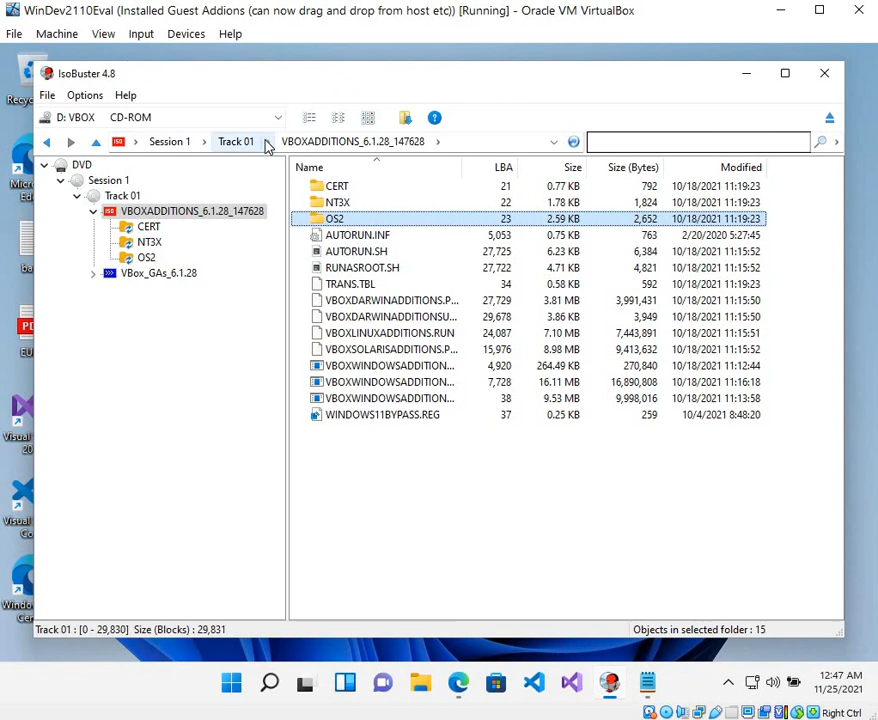 WinDev2110Eval (Installed Guest Addions (can now drag and drop from host etc)) [Running] - Oracle VM VirtualBox
File Machine View Input Devices Help
Recyc
IsoBuster 4.8
File Options Help
D: VBOX CD-ROM
Session 1 Track 01 VBOXADDITIONS_6.1.28_147628
DVD
Session 1
Track 01
VBOXADDITIONS_6.1.28_147628
CERT
NT3X
OS2
VBox_GAs_6.1.28
Name LBA Size Size (Bytes) Modified
CERT 21 0.77 KB 792 10/18/2021 11:19:23
NT3X 22 1.78 KB 1,824 10/18/2021 11:19:23
OS2 23 2.59 KB 2,652 10/18/2021 11:19:23
AUTORUN.INF 5,053 0.75 KB 763 2/20/2020 5:27:45
AUTORUN.SH 27,725 6.23 KB 6,384 10/18/2021 11:15:52
RUNASROOT.SH 27,722 4.71 KB 4,821 10/18/2021 11:15:52
TRANS.TBL 34 0.58 KB 592 10/18/2021 11:19:23
VBOXDARWINADDITIONS.P... 27,729 3.81 MB 3,991,431 10/18/2021 11:15:50
VBOXDARWINADDITIONSU... 29,678 3.86 KB 3,949 10/18/2021 11:15:50
VBOXLINUXADDITIONS.RUN 24,087 7.10 MB 7,443,891 10/18/2021 11:15:51
VBOXSOLARISADDITIONS.P... 15,976 8.98 MB 9,413,632 10/18/2021 11:15:52
VBOXWINDOWSADDITION... 4,920 264.49 KB 270,840 10/18/2021 11:12:44
VBOXWINDOWSADDITION... 7,728 16.11 MB 16,890,808 10/18/2021 11:16:18
VBOXWINDOWSADDITION... 38 9.53 MB 9,998,016 10/18/2021 11:13:58
WINDOWS11BYPASS.REG 37 0.25 KB 259 10/4/2021 8:48:20
Micr
Ed
ba
PD
EU
Visual
20
Visual
Co
Windo
Cer
Track 01 : [0 - 29,830] Size (Blocks) : 29,831 Objects in selected folder : 15
12:47 AM
11/25/2021
Right Ctrl